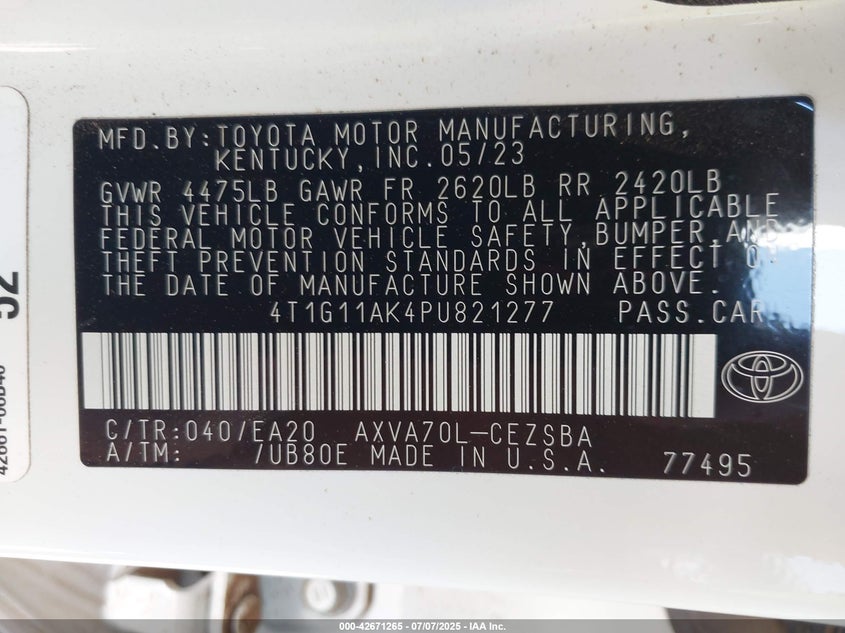 MFD.BY:TOYOTA MOTOR MANUFACTURING,
KENTUCKY,INC.05/23
GVWR 4475LB GAWR FR 2620LB RR 2420LB
THIS VEHICLE CONFORMS TO ALL APPLICABLE
FEDERAL MOTOR VEHICLE SAFETY,BUMPER,AND
THEFT PREVENTION STANDARDS IN EFFECT ON
THE DATE OF MANUFACTURE SHOWN ABOVE.
4T1G11AK4PU821277 PASS.CAR
C/TR:040/EA20 AXVA70L-CEZSBA
A/TM: /UB80E MADE IN U.S.A. 77495
52
000-42671265 | 07/07/2025 | IAA Inc.